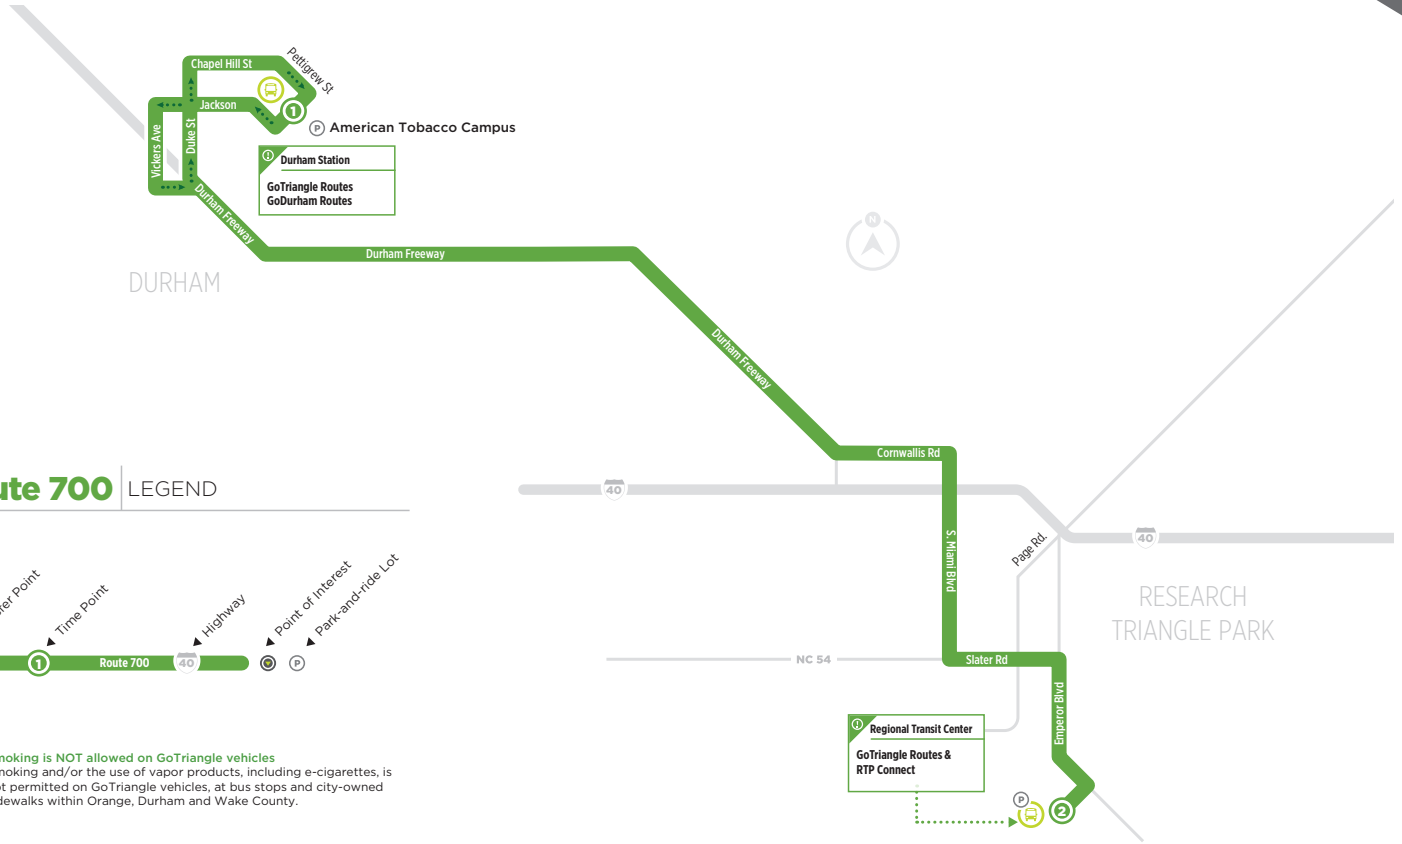 Chapel Hill St
Pettigrew St
Jackson
1
Vickers Ave
Duke St
P American Tobacco Campus
Durham Station
GoTriangle Routes
GoDurham Routes
Durham Freeway
Durham Freeway
N
DURHAM
Durham Freeway
Cornwallis Rd
40
S. Miami Blvd
Page Rd.
40
RESEARCH
TRIANGLE PARK
NC 54
Slater Rd
Emperor Blvd
Regional Transit Center
GoTriangle Routes &
RTP Connect
P
2
ute 700 LEGEND
fer Point
Time Point
Highway
Point of Interest
Park-and-ride Lot
1
Route 700
40
P
moking is NOT allowed on GoTriangle vehicles
moking and/or the use of vapor products, including e-cigarettes, is
ot permitted on GoTriangle vehicles, at bus stops and city-owned
dewalks within Orange, Durham and Wake County.